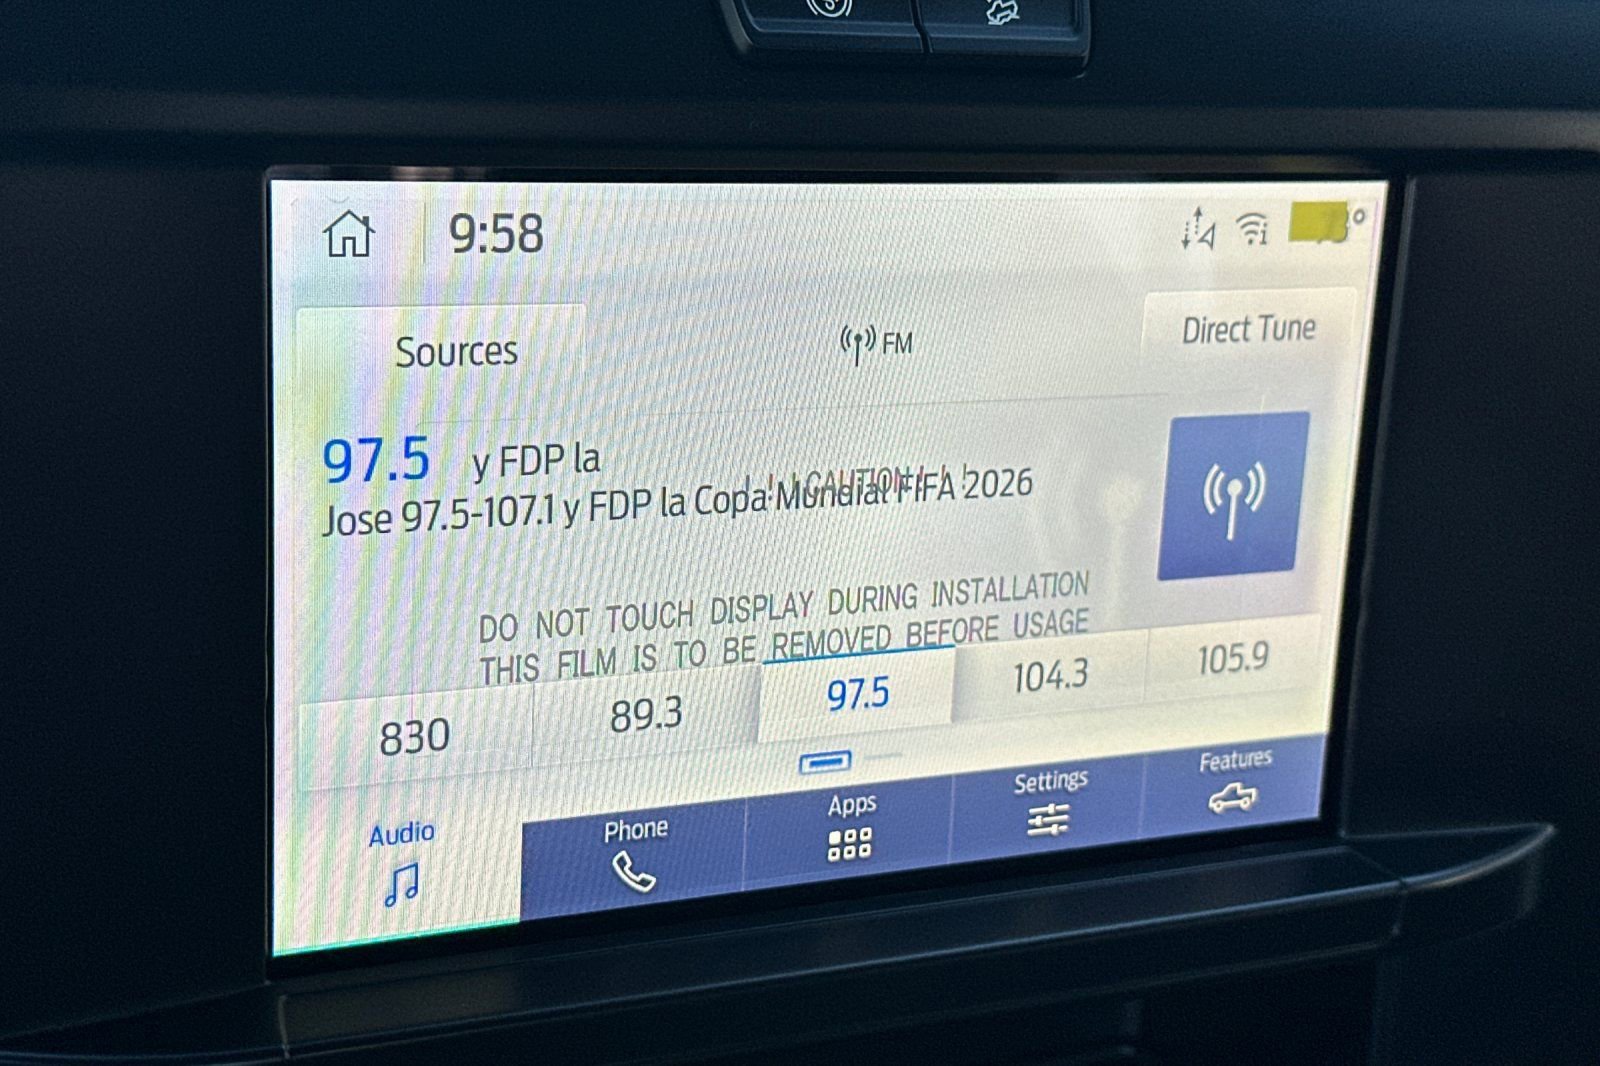 9:58
Sources
FM
Direct Tune
97.5 y FDP la
Jose 97.5-107.1 y FDP la Copa Mundial FIFA 2026
CAUTION
DO NOT TOUCH DISPLAY DURING INSTALLATION
THIS FILM IS TO BE REMOVED BEFORE USAGE
830 89.3 97.5 104.3 105.9
Audio Phone Apps Settings Features